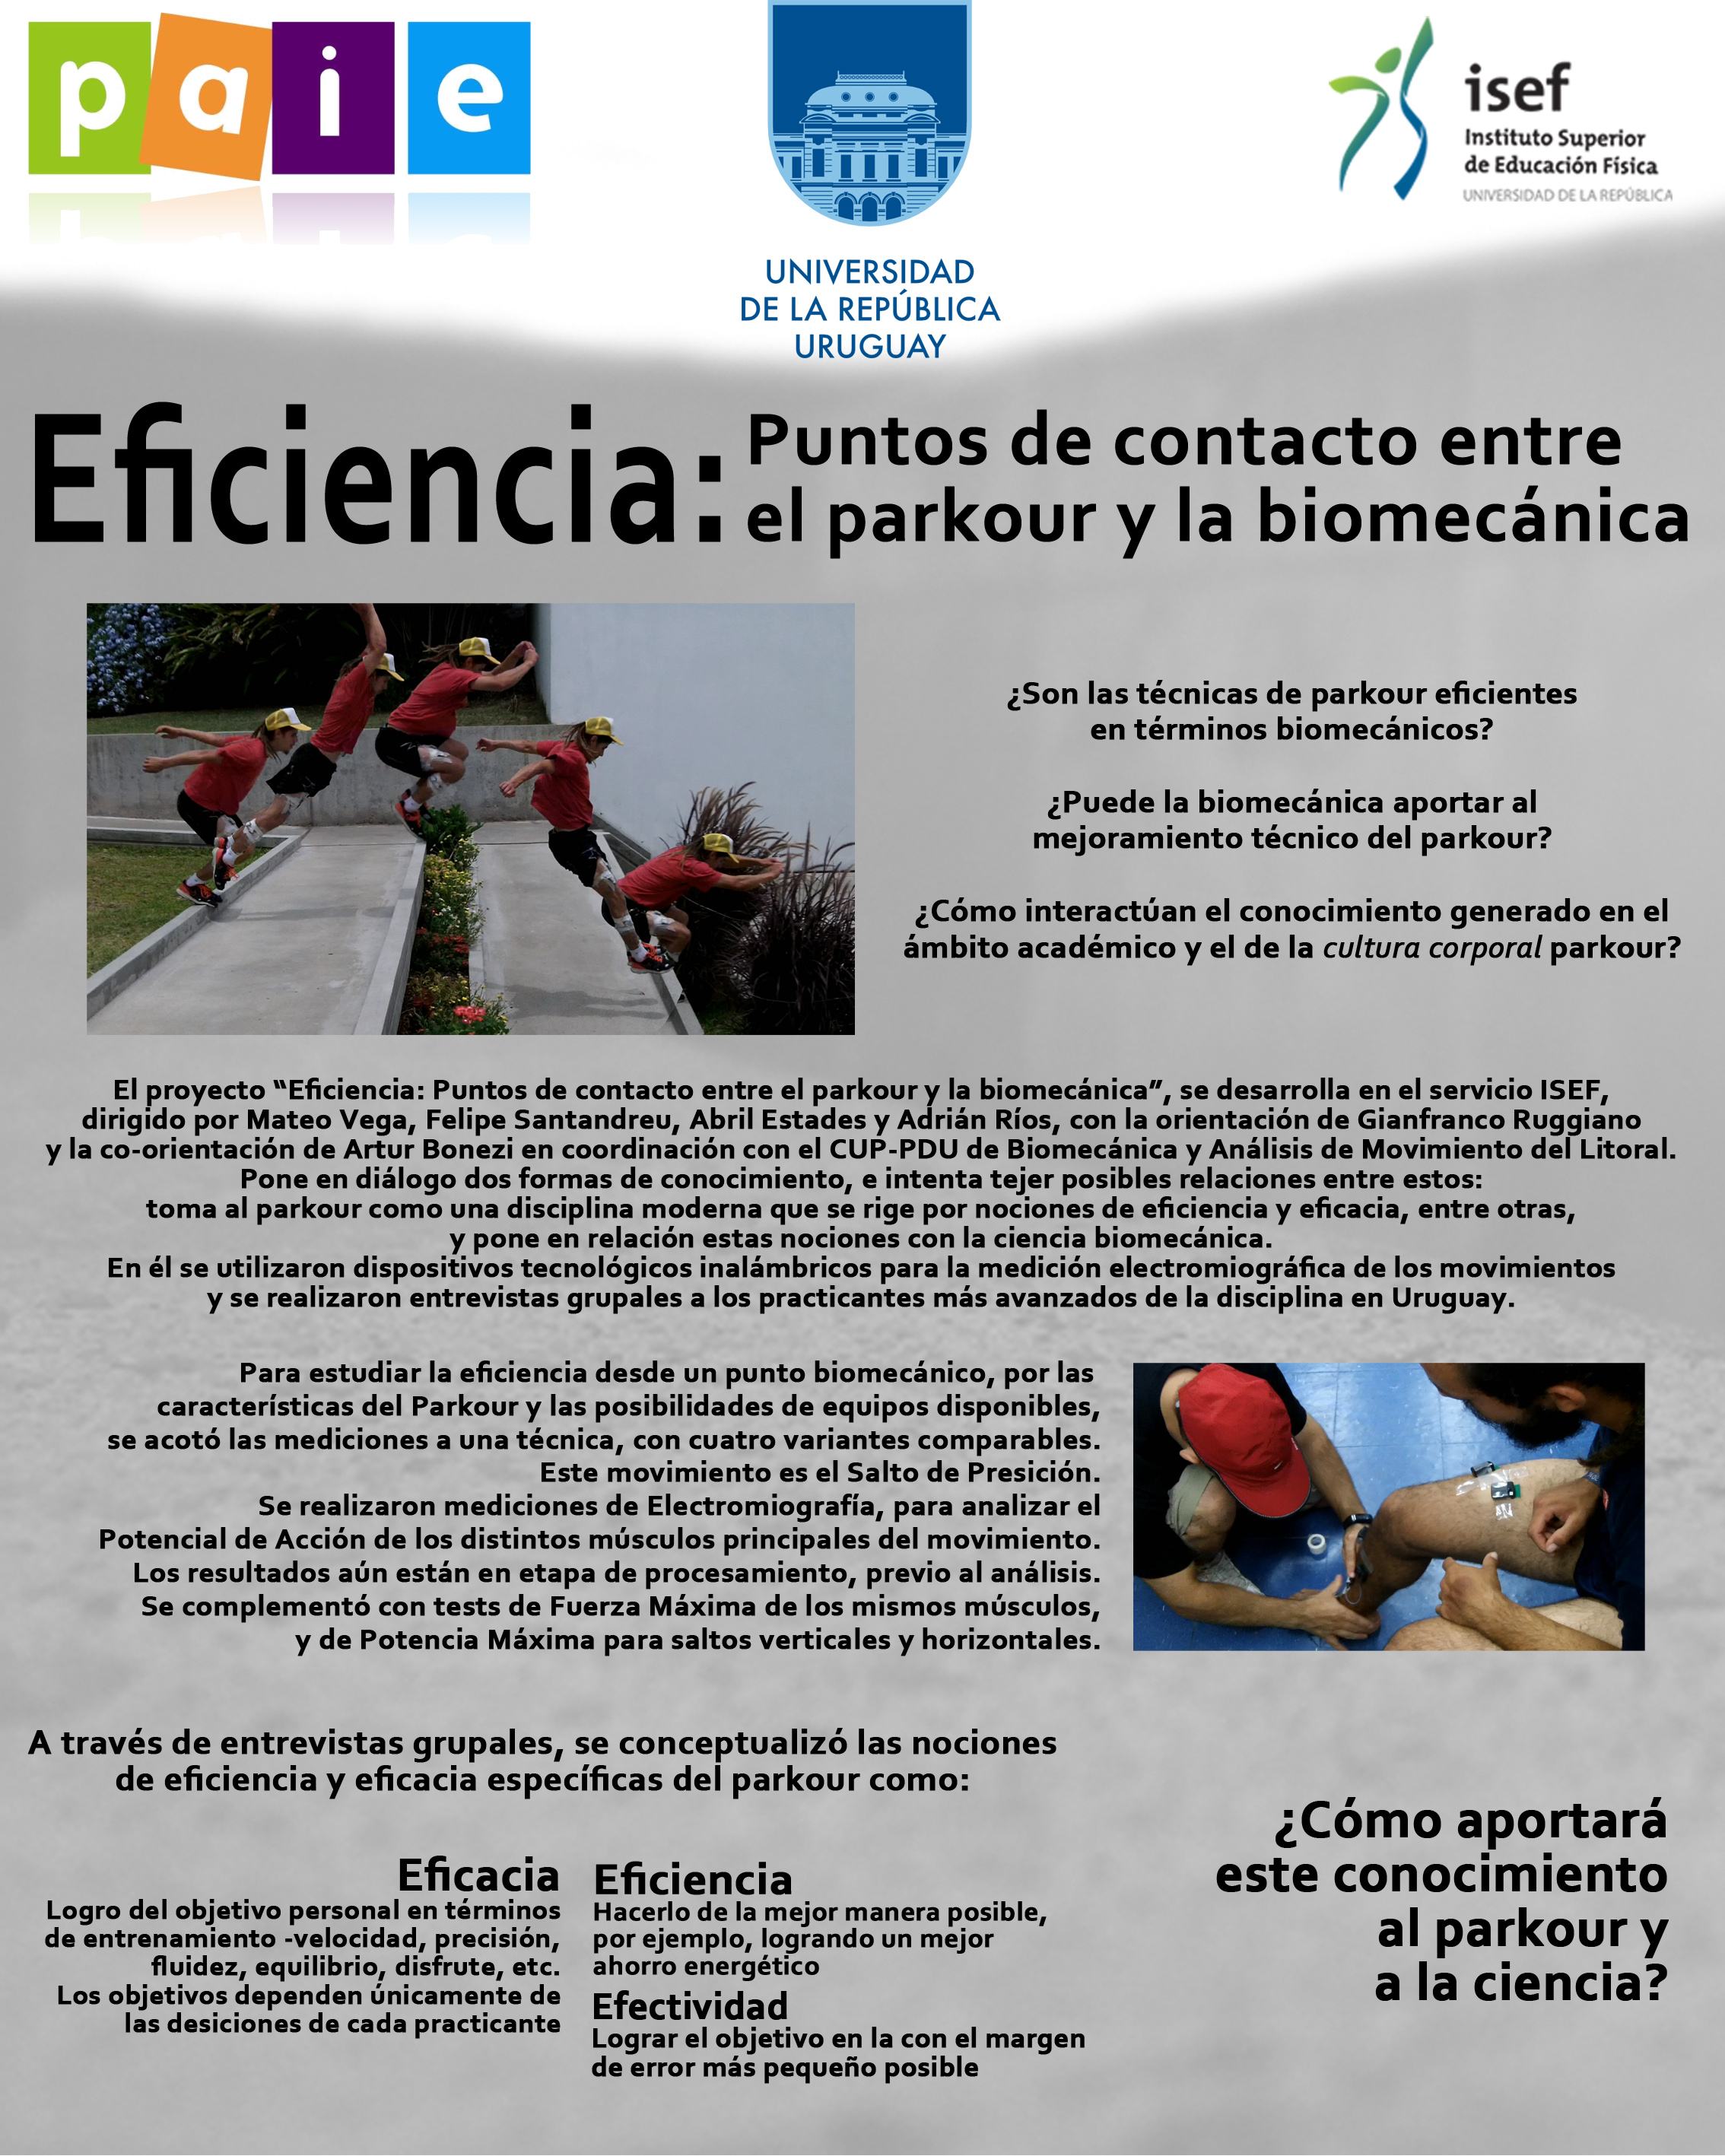 paie
UNIVERSIDAD
DE LA REPÚBLICA
URUGUAY
isef
Instituto Superior
de Educación Física
UNIVERSIDAD DE LA REPÚBLICA
Eficiencia:
Puntos de contacto entre
el parkour y la biomecánica
¿Son las técnicas de parkour eficientes
en términos biomecánicos?
¿Puede la biomecánica aportar al
mejoramiento técnico del parkour?
¿Cómo interactúan el conocimiento generado en el
ámbito académico y el de la cultura corporal parkour?
El proyecto “Eficiencia: Puntos de contacto entre el parkour y la biomecánica”, se desarrolla en el servicio ISEF,
dirigido por Mateo Vega, Felipe Santandreu, Abril Estades y Adrián Ríos, con la orientación de Gianfranco Ruggiano
y la co-orientación de Artur Bonezi en coordinación con el CUP-PDU de Biomecánica y Análisis de Movimiento del Litoral.
Pone en diálogo dos formas de conocimiento, e intenta tejer posibles relaciones entre estos:
toma al parkour como una disciplina moderna que se rige por nociones de eficiencia y eficacia, entre otras,
y pone en relación estas nociones con la ciencia biomecánica.
En él se utilizaron dispositivos tecnológicos inalámbricos para la medición electromiográfica de los movimientos
y se realizaron entrevistas grupales a los practicantes más avanzados de la disciplina en Uruguay.
Para estudiar la eficiencia desde un punto biomecánico, por las
características del Parkour y las posibilidades de equipos disponibles,
se acotó las mediciones a una técnica, con cuatro variantes comparables.
Este movimiento es el Salto de Presición.
Se realizaron mediciones de Electromiografía, para analizar el
Potencial de Acción de los distintos músculos principales del movimiento.
Los resultados aún están en etapa de procesamiento, previo al análisis.
Se complementó con tests de Fuerza Máxima de los mismos músculos,
y de Potencia Máxima para saltos verticales y horizontales.
A través de entrevistas grupales, se conceptualizó las nociones
de eficiencia y eficacia específicas del parkour como:
Eficacia
Logro del objetivo personal en términos
de entrenamiento -velocidad, precisión,
fluidez, equilibrio, disfrute, etc.
Los objetivos dependen únicamente de
las desiciones de cada practicante
Eficiencia
Hacerlo de la mejor manera posible,
por ejemplo, logrando un mejor
ahorro energético
Efectividad
Lograr el objetivo en la con el margen
de error más pequeño posible
¿Cómo aportará
este conocimiento
al parkour y
a la ciencia?